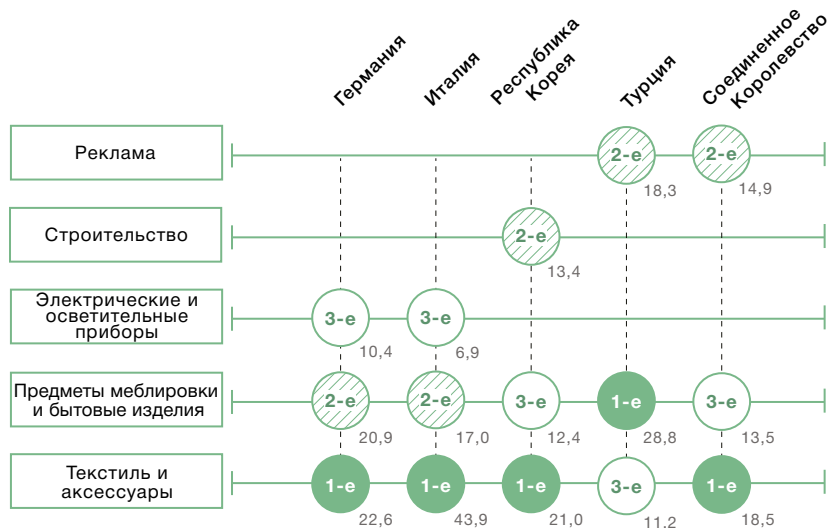 Германия
Италия
Республика
Корея
Турция
Соединенное
Королевство
Реклама
2-е
2-е
18,3
14,9
Строительство
2-е
13,4
Электрические и
осветительные
приборы
3-е
3-е
10,4
6,9
Предметы меблировки
и бытовые изделия
2-е
2-е
3-е
1-е
3-е
20,9
17,0
12,4
28,8
13,5
Текстиль и
аксессуары
1-е
1-е
1-е
3-е
1-е
22,6
43,9
21,0
11,2
18,5